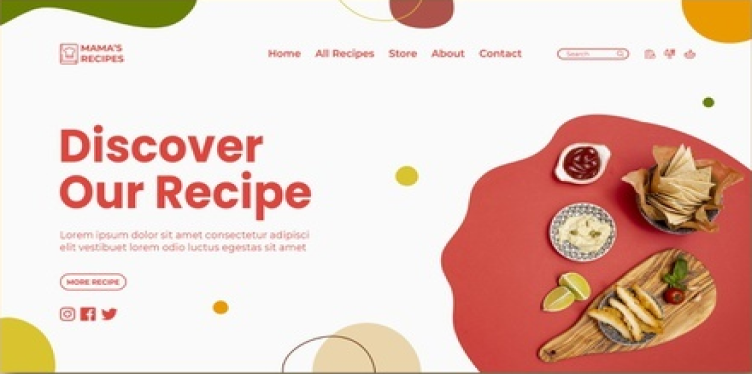 MAMA'S
RECIPES
Home All Recipes Store About Contact
Search
Discover
Our Recipe
Lorem ipsum dolor sit amet consectetur adipisci
elit vestibuet lorem odio luctus egestas sit amet
MORE RECIPE